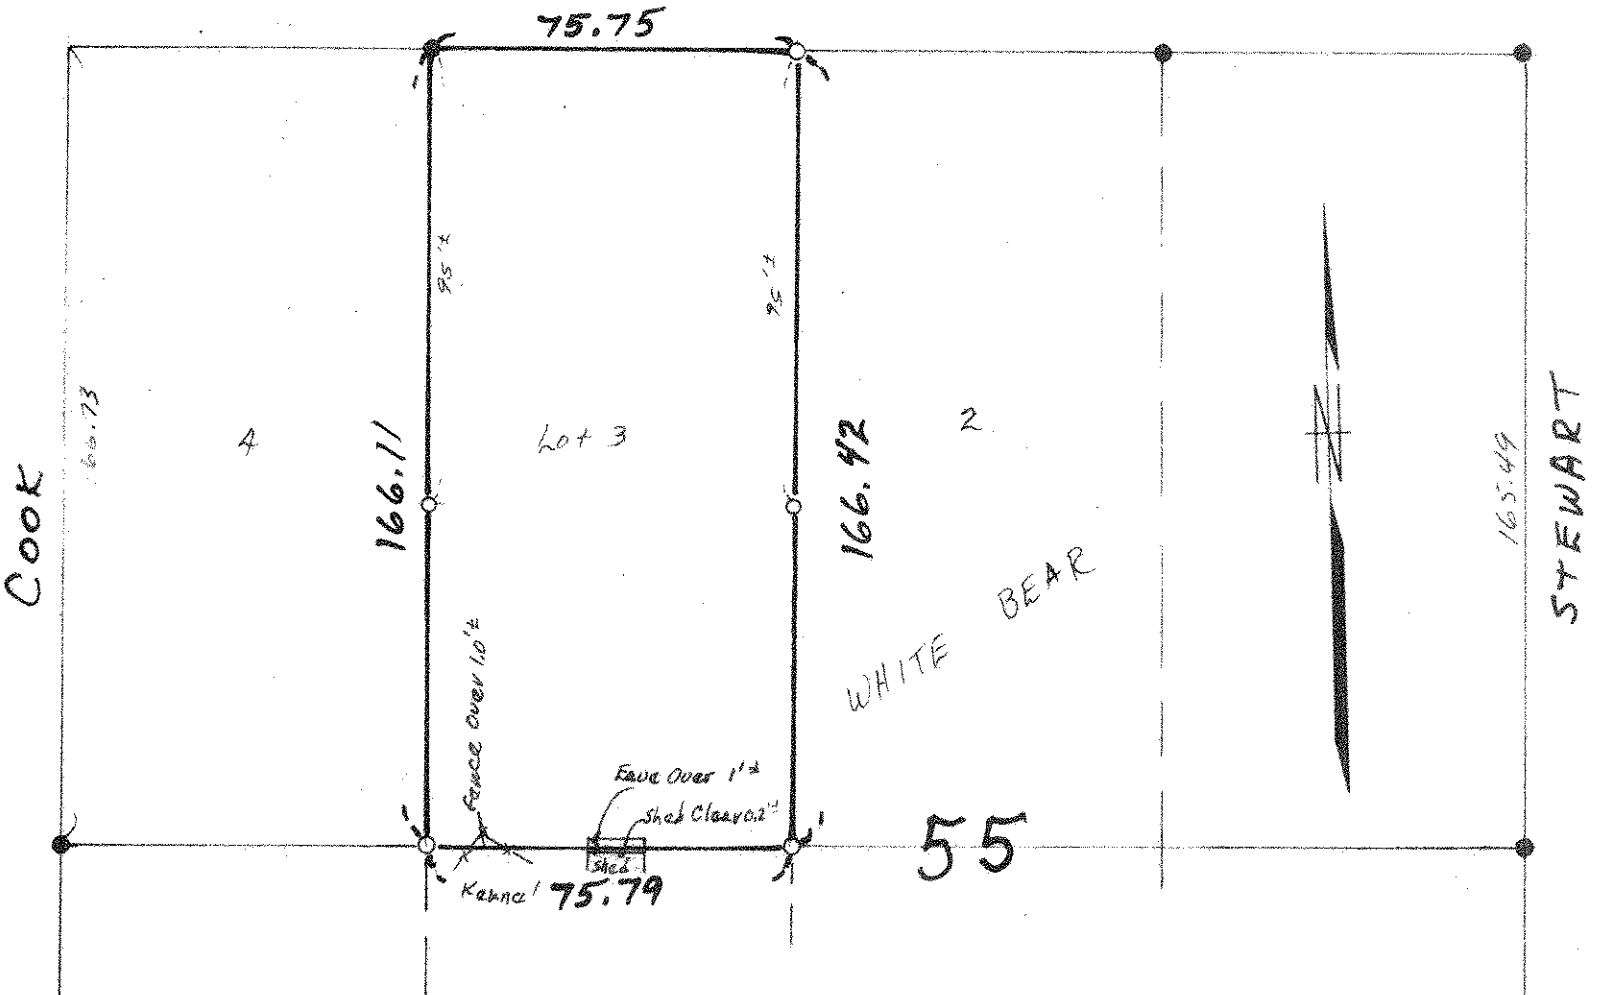 75.75
COOK
66.73
4
166.11
95'±
Lot 3
95'±
166.42
2
N
165.49
STEWART
WHITE BEAR
Fence Over 1.0'±
Eave Over 1'±
Shed Clear 0.2'±
Shed
Kennel
75.79
55